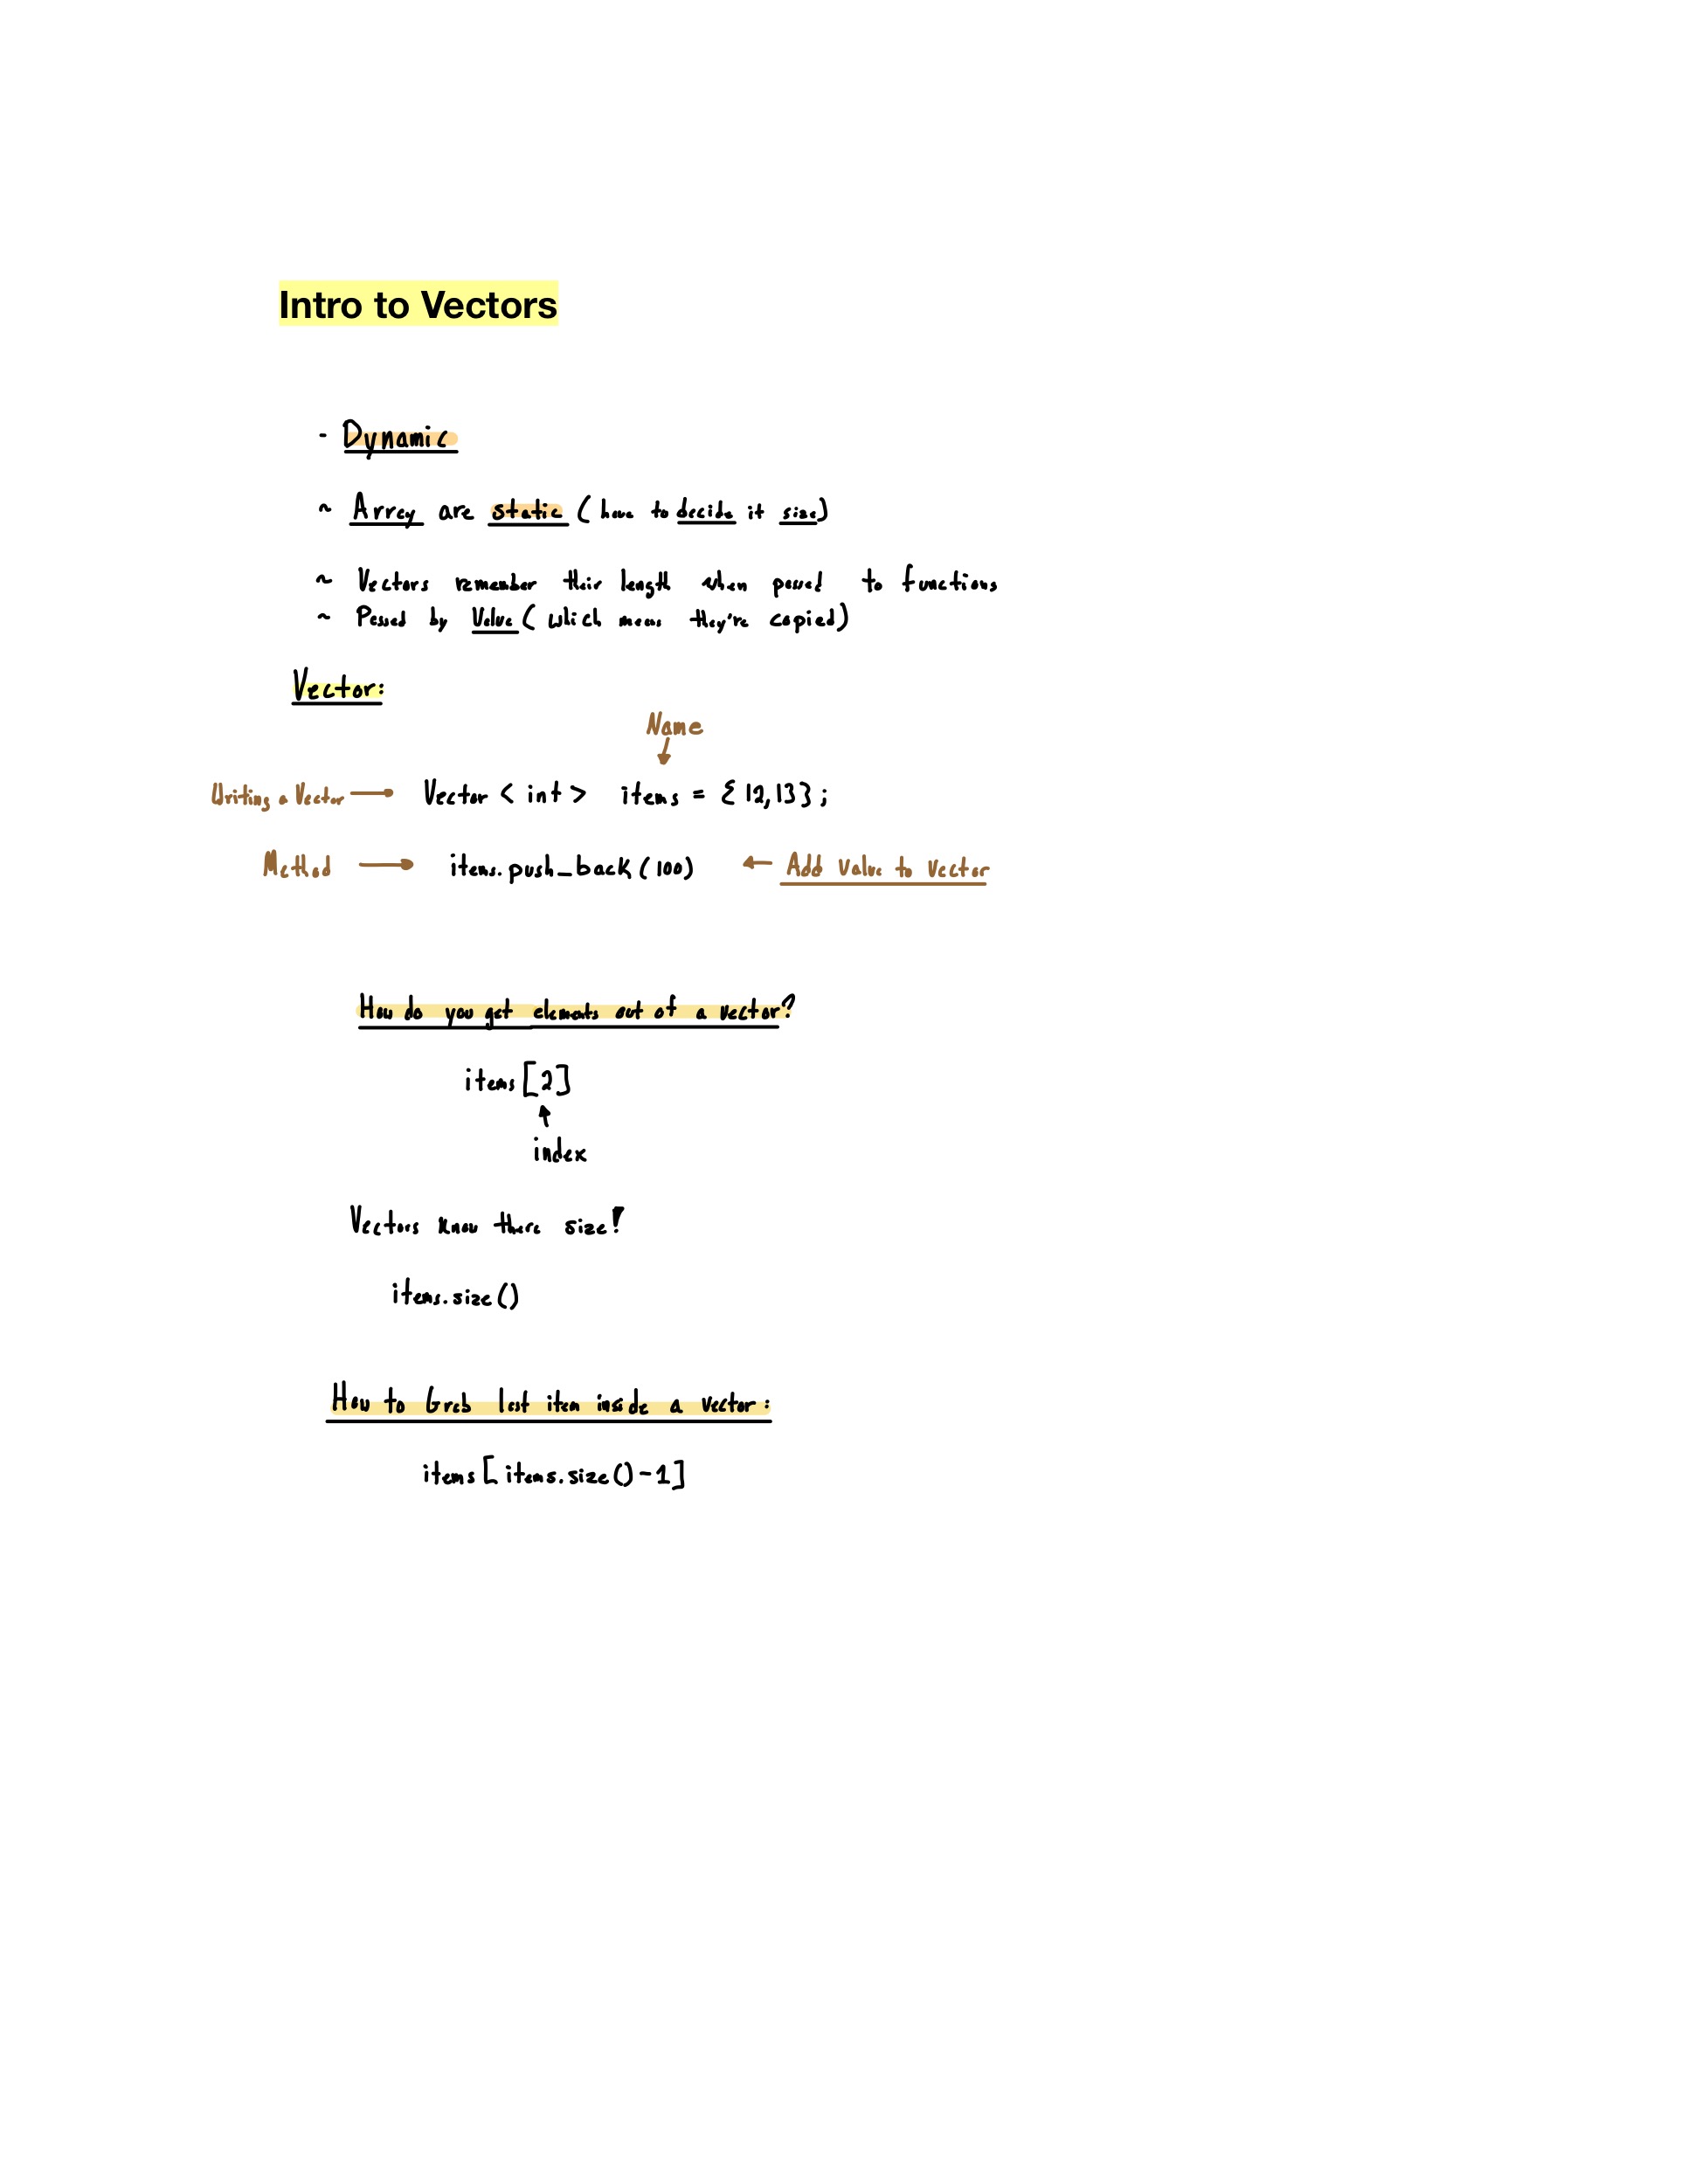 Intro to Vectors
- Dynamic
~ Array are static (have to decide it size)
~ Vectors remember their length when passed to functions
~ Passed by Value (which means they're copied)
Vector:
Name
Writing a Vector → Vector < int > items = {12,13};
Method → items.push_back (100) ← Add Value to vector
How do you get elements out of a vector?
items [2]
index
Vectors know there size!
items.size()
How to Grab last item inside a vector:
items [items.size()-1]